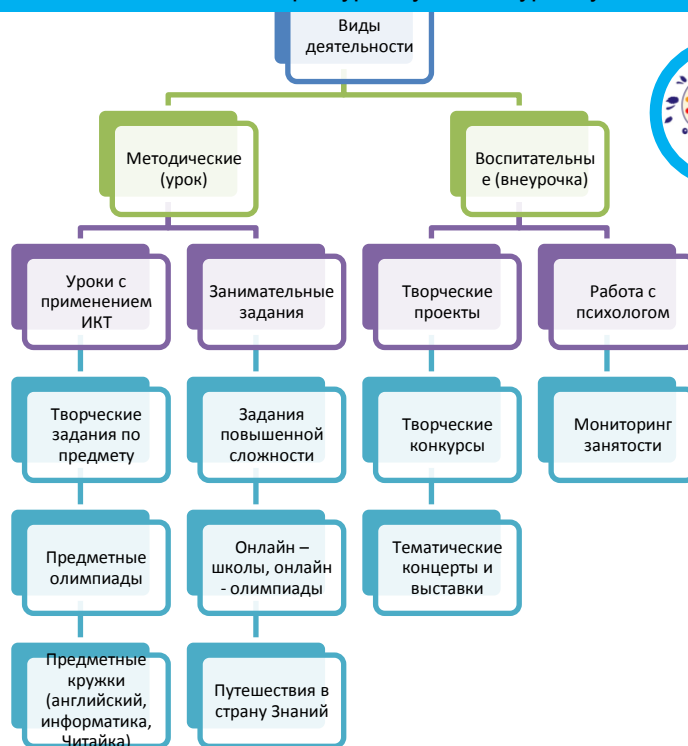 Виды
деятельности
Методические
(урок)
Воспитательны
е (внеурочка)
Уроки с
применением
ИКТ
Занимательные
задания
Творческие
проекты
Работа с
психологом
Творческие
задания по
предмету
Задания
повышенной
сложности
Творческие
конкурсы
Мониторинг
занятости
Предметные
олимпиады
Онлайн –
школы, онлайн
- олимпиады
Тематические
концерты и
выставки
Предметные
кружки
(английский,
информатика,
Читайка)
Путешествия в
страну Знаний